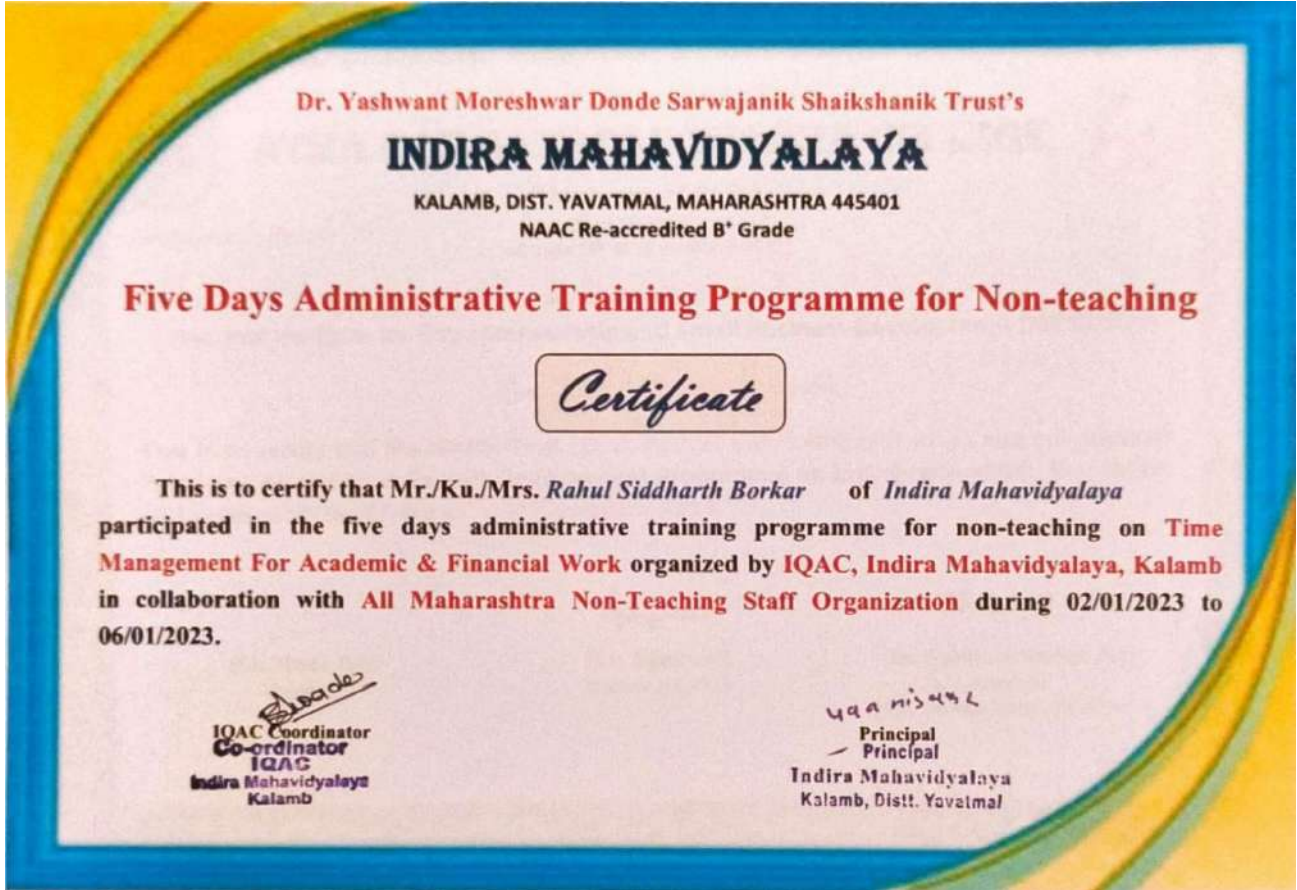 Dr. Yashwant Moreshwar Donde Sarwajanik Shaikshanik Trust's
INDIRA MAHAVIDYALAYA
KALAMB, DIST. YAVATMAL, MAHARASHTRA 445401
NAAC Re-accredited B+ Grade
Five Days Administrative Training Programme for Non-teaching
Certificate
This is to certify that Mr./Ku./Mrs. Rahul Siddharth Borkar of Indira Mahavidyalaya
participated in the five days administrative training programme for non-teaching on Time
Management For Academic & Financial Work organized by IQAC, Indira Mahavidyalaya, Kalamb
in collaboration with All Maharashtra Non-Teaching Staff Organization during 02/01/2023 to
06/01/2023.
IQAC Coordinator
Co-ordinator
IQAC
Indira Mahavidyalaya
Kalamb
Principal
Principal
Indira Mahavidyalaya
Kalamb, Distt. Yavatmal